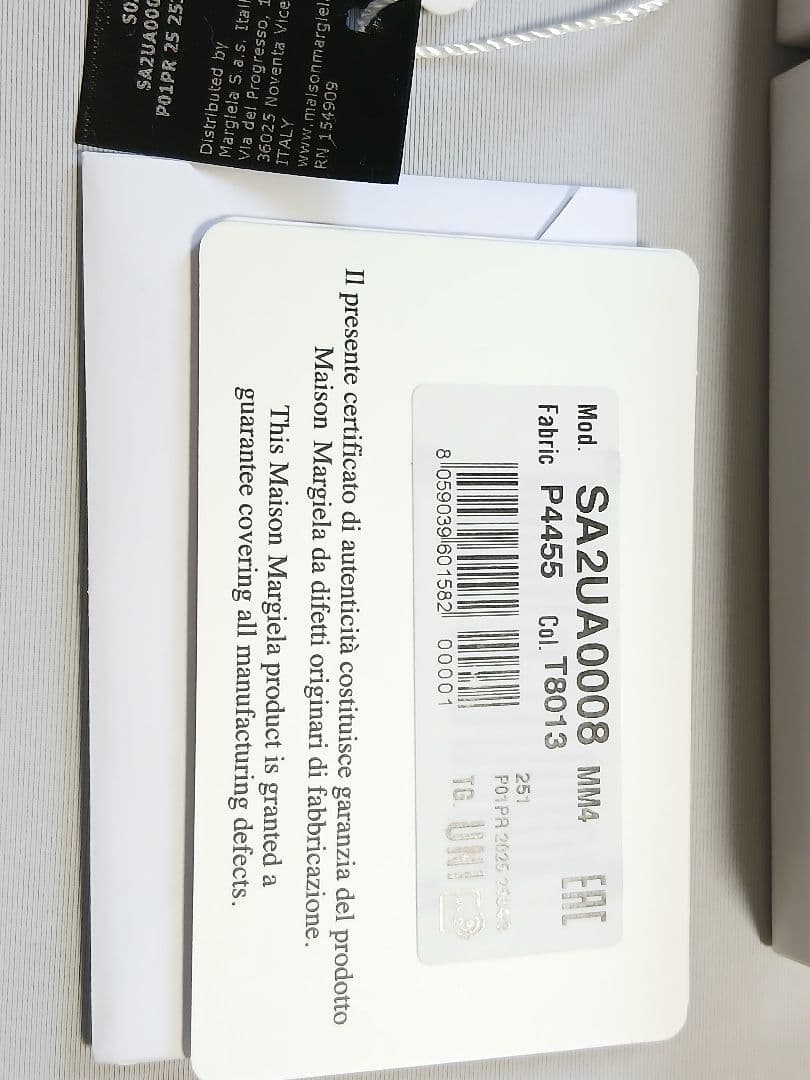 SA2UA000
P01PR 25 25
Distributed by
Margiela S.a.s. Ital
Via del Progresso, 1
36025 Noventa Vice
ITALY
www.maisonmargiel
RN 154909
Mod. SA2UA0008 MM4 EAC
Fabric P4455 Col. T8013
251
P01PR 2025
TG. UNI
8 059039 601582 00001
Il presente certificato di autenticità costituisce garanzia del prodotto
Maison Margiela da difetti originari di fabbricazione.
This Maison Margiela product is granted a
guarantee covering all manufacturing defects.